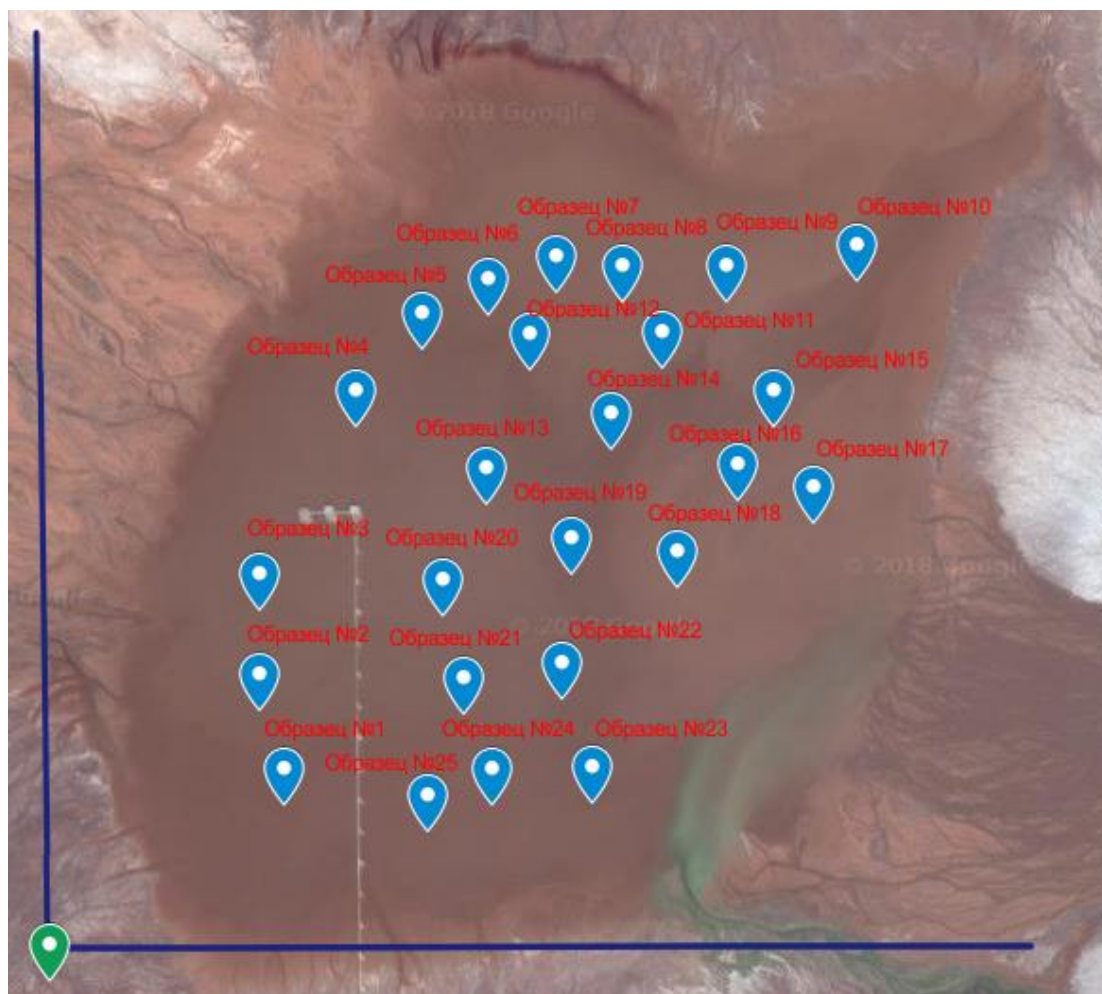 © 2018 Google
Образец №7
Образец №10
Образец №6
Образец №8
Образец №9
Образец №5
Образец №12
Образец №11
Образец №4
Образец №14
Образец №15
Образец №13
Образец №16
Образец №17
Образец №19
Образец №18
Образец №3
Образец №20
© 2018 Google
Образец №2
Образец №21
Образец №22
Образец №1
Образец №24
Образец №23
Образец №25